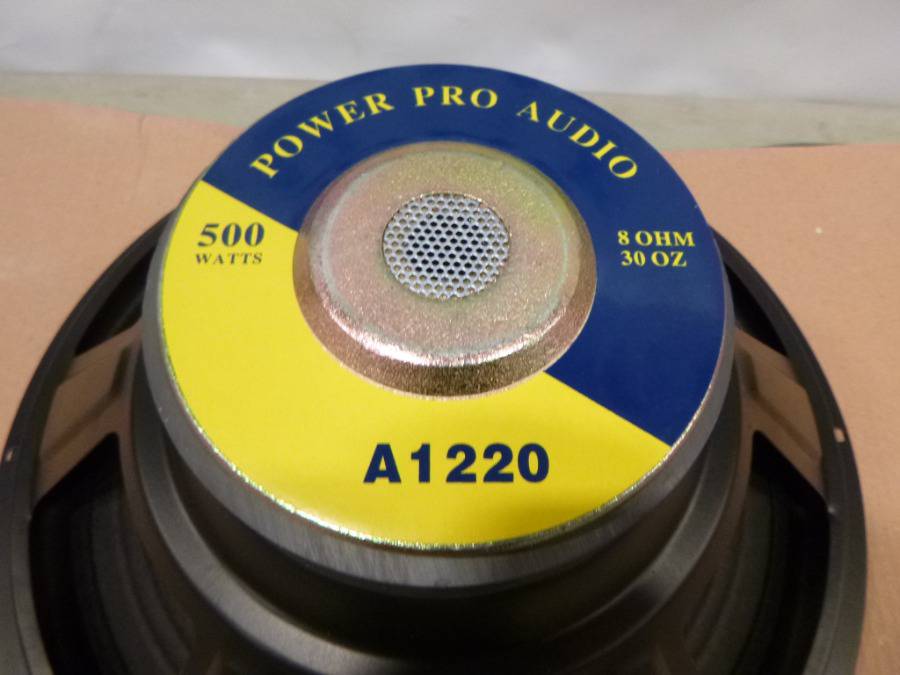 POWER PRO AUDIO
500
WATTS
8 OHM
30 OZ
A1220